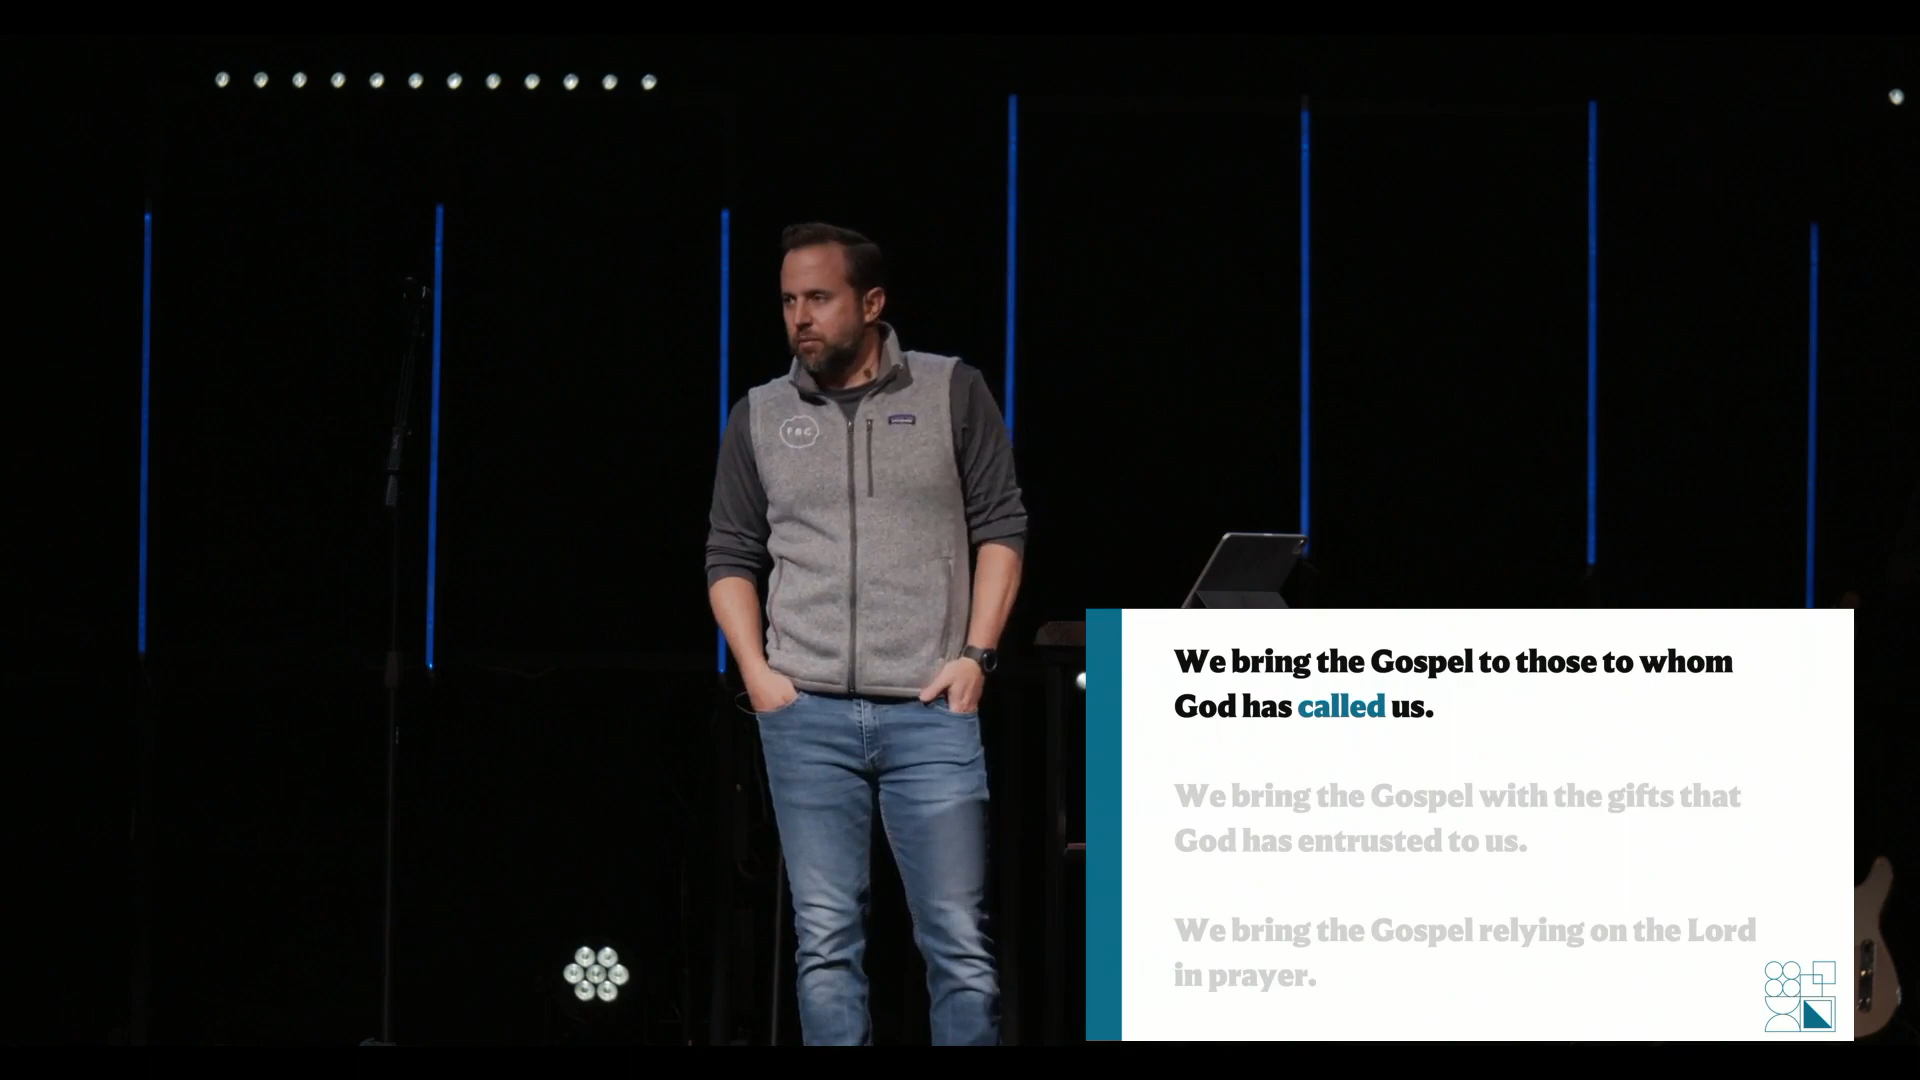 FBC
We bring the Gospel to those to whom
God has called us.
We bring the Gospel with the gifts that
God has entrusted to us.
We bring the Gospel relying on the Lord
in prayer.